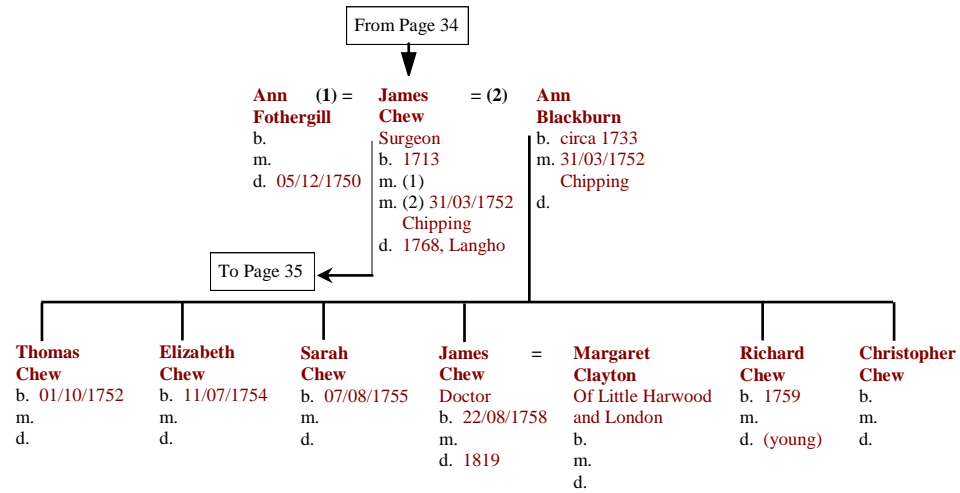 From Page 34
Ann (1) =
Fothergill
b.
m.
d. 05/12/1750
James = (2)
Chew
Surgeon
b. 1713
m. (1)
m. (2) 31/03/1752
Chipping
d. 1768, Langho
Ann
Blackburn
b. circa 1733
m. 31/03/1752
Chipping
d.
To Page 35
Thomas
Chew
b. 01/10/1752
m.
d.
Elizabeth
Chew
b. 11/07/1754
m.
d.
Sarah
Chew
b. 07/08/1755
m.
d.
James =
Chew
Doctor
b. 22/08/1758
m.
d. 1819
Margaret
Clayton
Of Little Harwood
and London
b.
m.
d.
Richard
Chew
b. 1759
m.
d. (young)
Christopher
Chew
b.
m.
d.